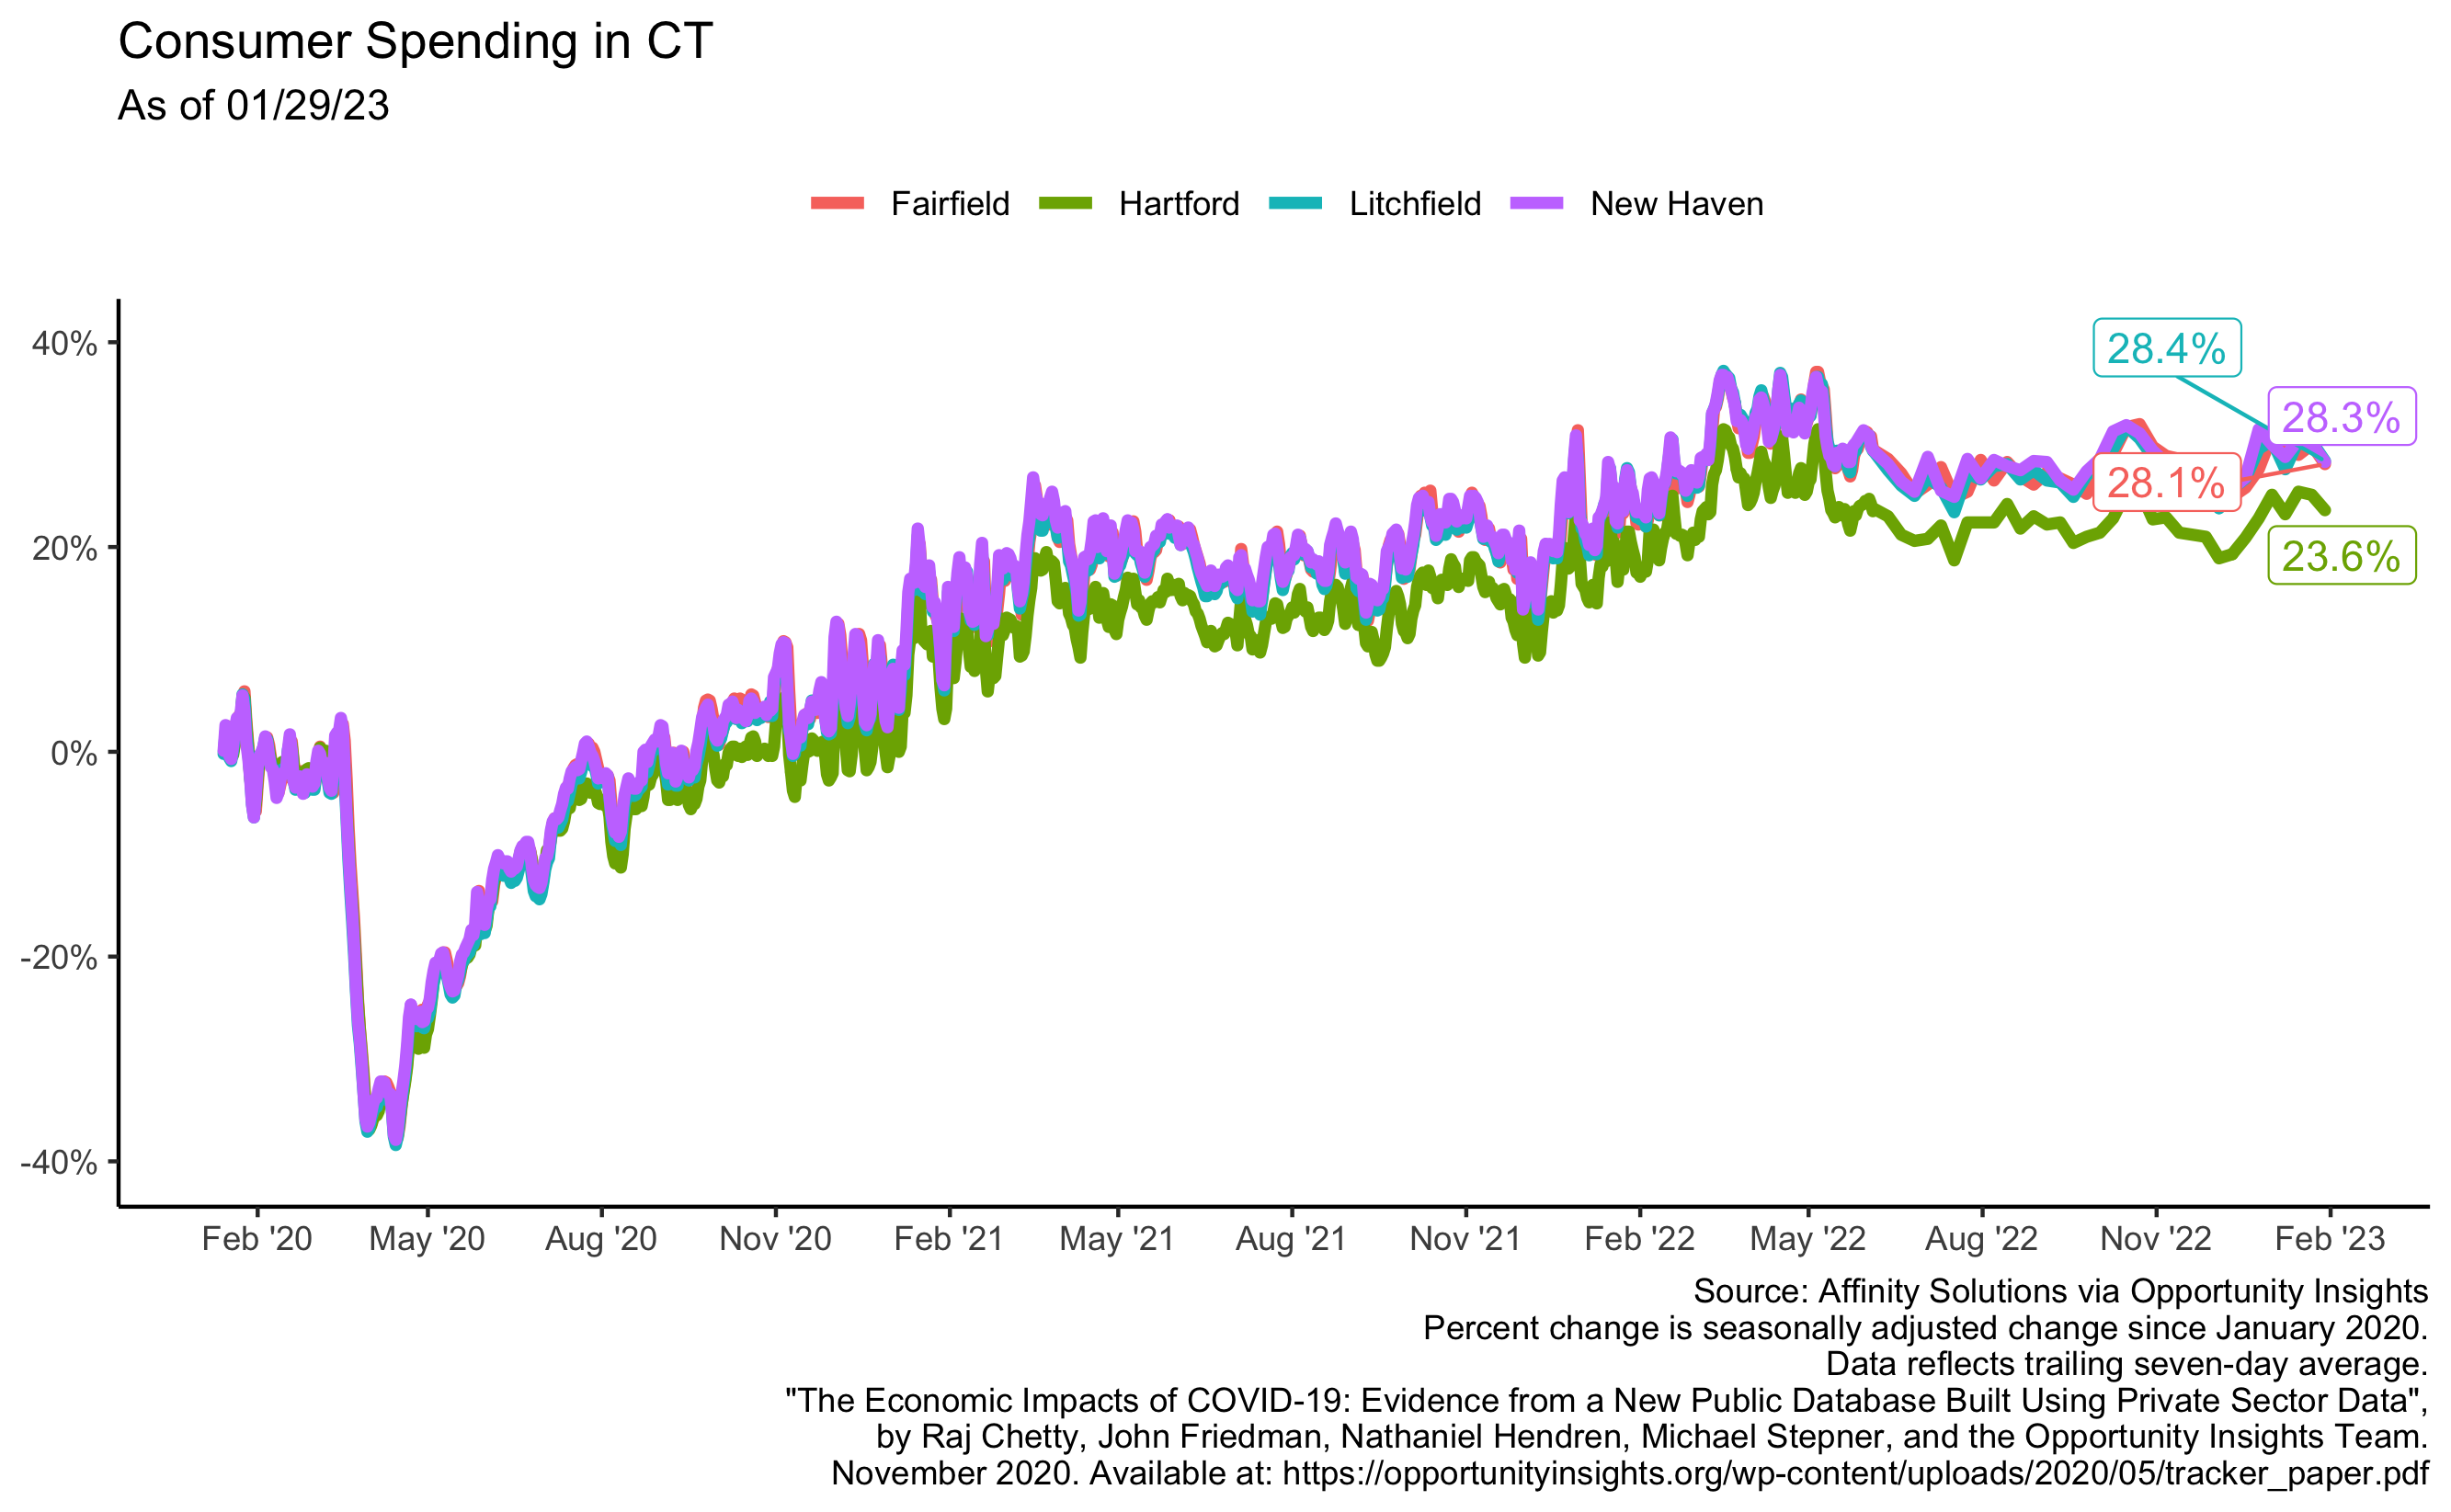 Consumer Spending in CT
As of 01/29/23
Fairfield Hartford Litchfield New Haven
40%
20%
0%
-20%
-40%
28.4%
28.3%
28.1%
23.6%
Feb '20 May '20 Aug '20 Nov '20 Feb '21 May '21 Aug '21 Nov '21 Feb '22 May '22 Aug '22 Nov '22 Feb '23
Source: Affinity Solutions via Opportunity Insights
Percent change is seasonally adjusted change since January 2020.
Data reflects trailing seven-day average.
"The Economic Impacts of COVID-19: Evidence from a New Public Database Built Using Private Sector Data",
by Raj Chetty, John Friedman, Nathaniel Hendren, Michael Stepner, and the Opportunity Insights Team.
November 2020. Available at: https://opportunityinsights.org/wp-content/uploads/2020/05/tracker_paper.pdf